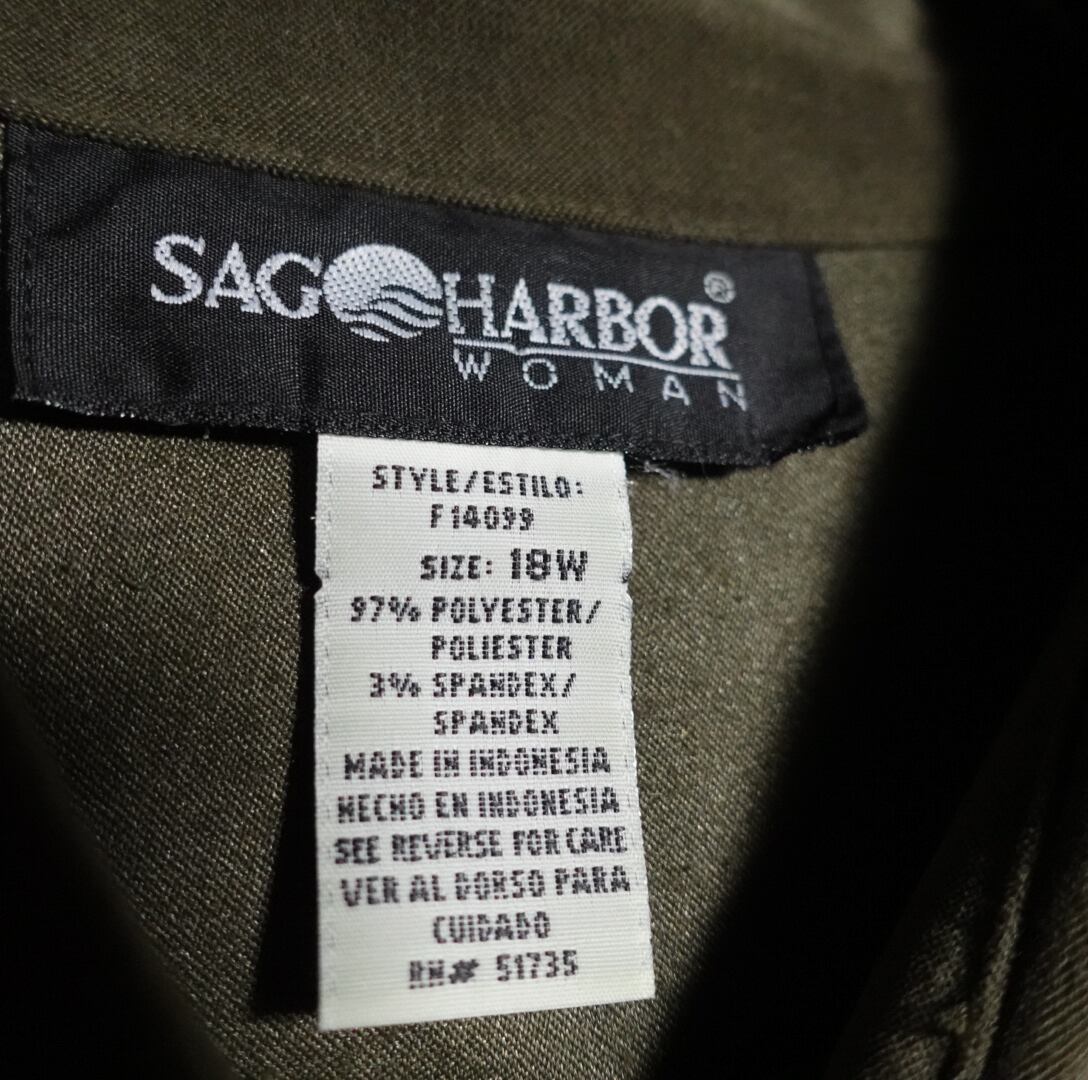 SAG HARBOR®
WOMAN
STYLE/ESTILO:
F14099
SIZE: 18W
97% POLYESTER/
POLIESTER
3% SPANDEX/
SPANDEX
MADE IN INDONESIA
HECHO EN INDONESIA
SEE REVERSE FOR CARE
VER AL DORSO PARA
CUIDADO
RN# 51735